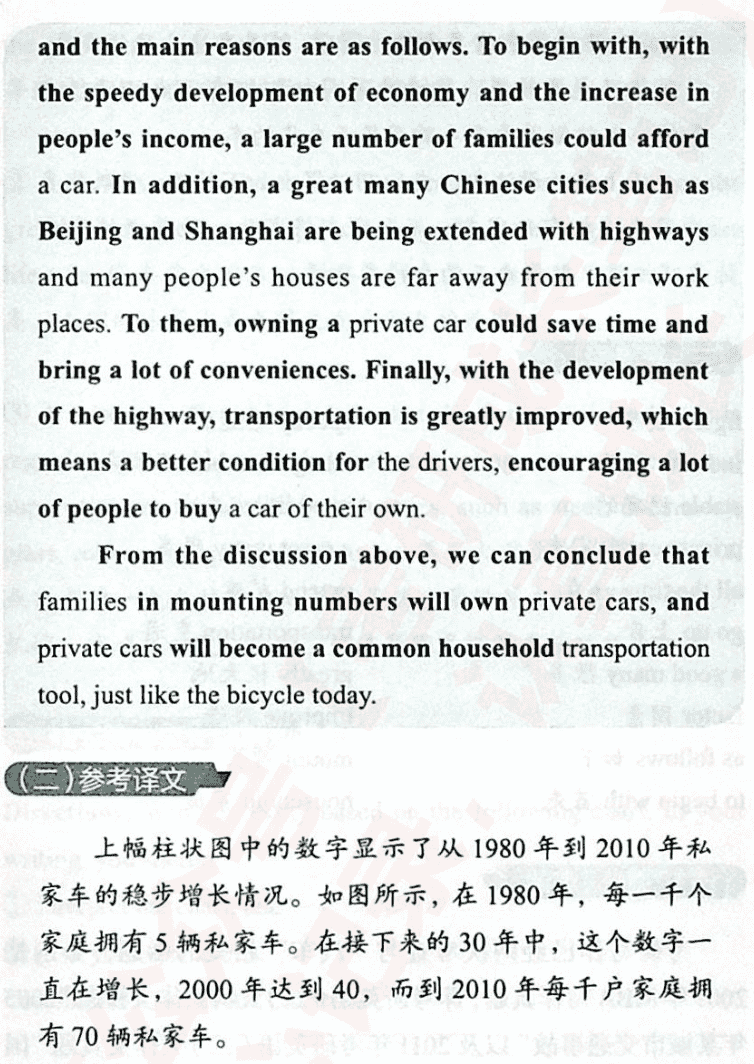 and the main reasons are as follows. To begin with, with
the speedy development of economy and the increase in
people's income, a large number of families could afford
a car. In addition, a great many Chinese cities such as
Beijing and Shanghai are being extended with highways
and many people's houses are far away from their work
places. To them, owning a private car could save time and
bring a lot of conveniences. Finally, with the development
of the highway, transportation is greatly improved, which
means a better condition for the drivers, encouraging a lot
of people to buy a car of their own.
From the discussion above, we can conclude that
families in mounting numbers will own private cars, and
private cars will become a common household transportation
tool, just like the bicycle today.
(二)参考译文
上幅柱状图中的数字显示了从 1980 年到 2010 年私
家车的稳步增长情况。如图所示，在 1980 年，每一千个
家庭拥有 5 辆私家车。在接下来的 30 年中，这个数字一
直在增长，2000 年达到 40，而到 2010 年每千户家庭拥
有 70 辆私家车。